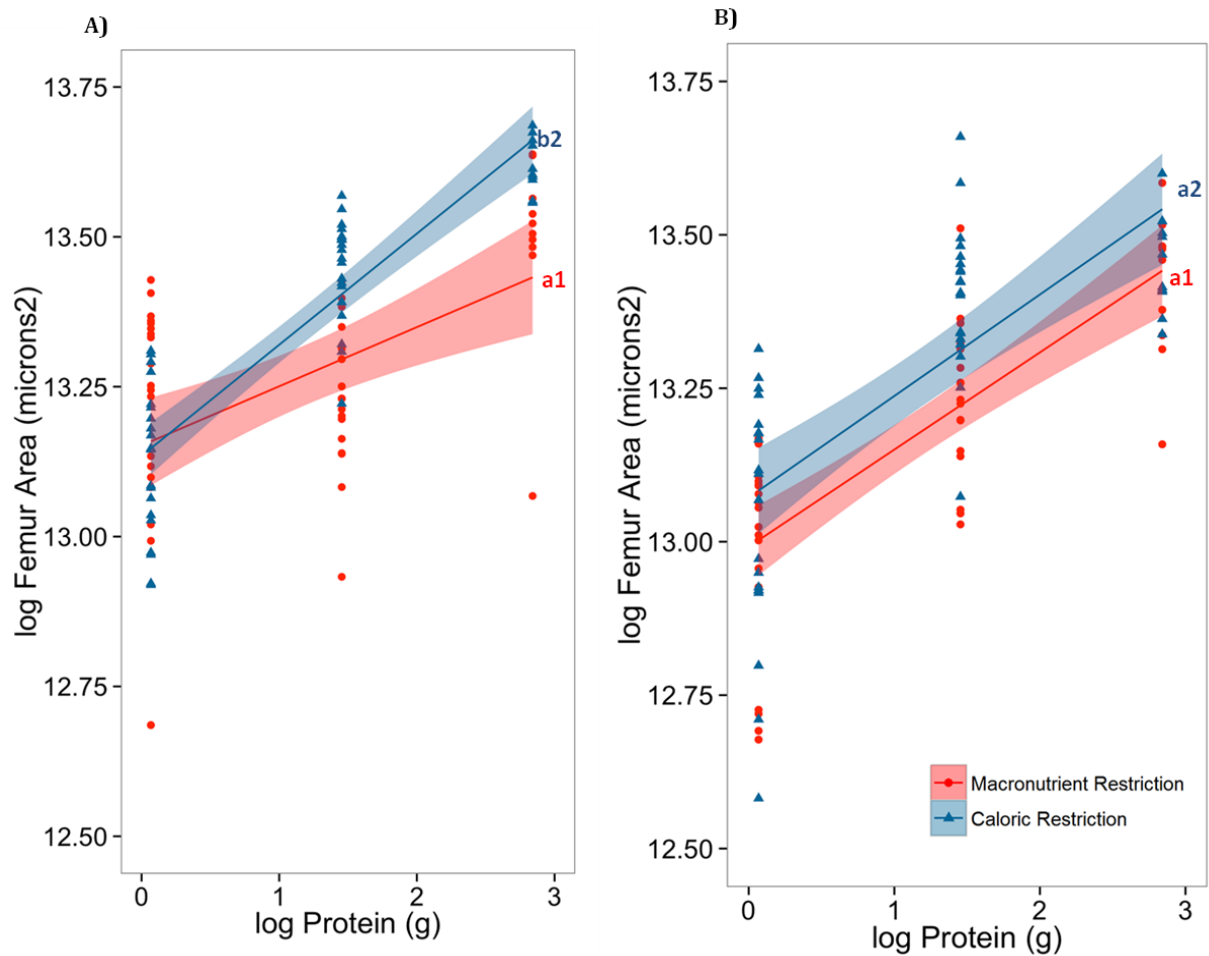 A)
13.75
13.50
13.25
13.00
12.75
12.50
log Femur Area (microns2)
0 1 2 3
log Protein (g)
b2
a1
B)
13.75
13.50
13.25
13.00
12.75
12.50
log Femur Area (microns2)
0 1 2 3
log Protein (g)
a2
a1
Macronutrient Restriction
Caloric Restriction